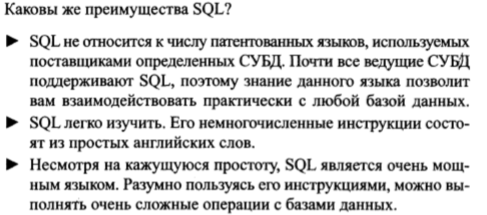 Каковы же преимущества SQL?
► SQL не относится к числу патентованных языков, используемых
поставщиками определенных СУБД. Почти все ведущие СУБД
поддерживают SQL, поэтому знание данного языка позволит
вам взаимодействовать практически с любой базой данных.
► SQL легко изучить. Его немногочисленные инструкции состо-
ят из простых английских слов.
► Несмотря на кажущуюся простоту, SQL является очень мощ-
ным языком. Разумно пользуясь его инструкциями, можно вы-
полнять очень сложные операции с базами данных.